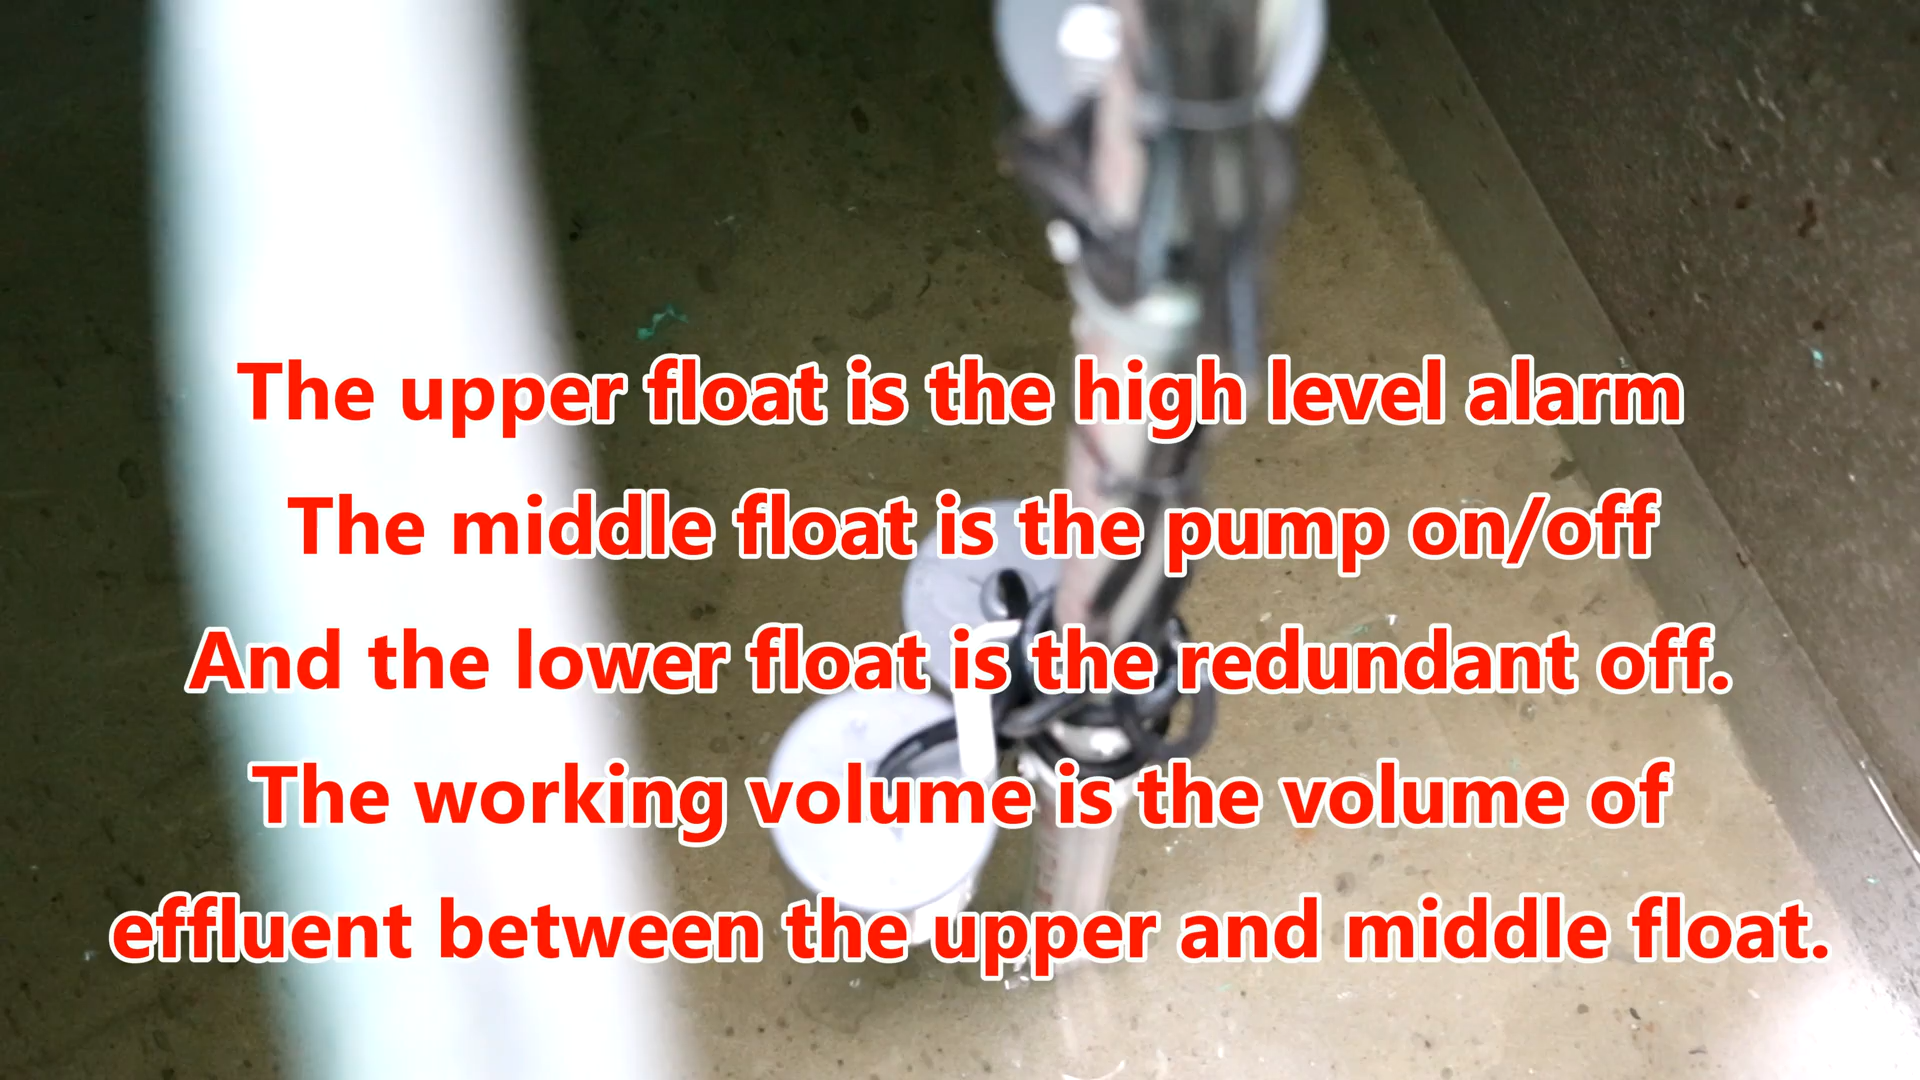 The upper float is the high level alarm
The middle float is the pump on/off
And the lower float is the redundant off.
The working volume is the volume of
effluent between the upper and middle float.